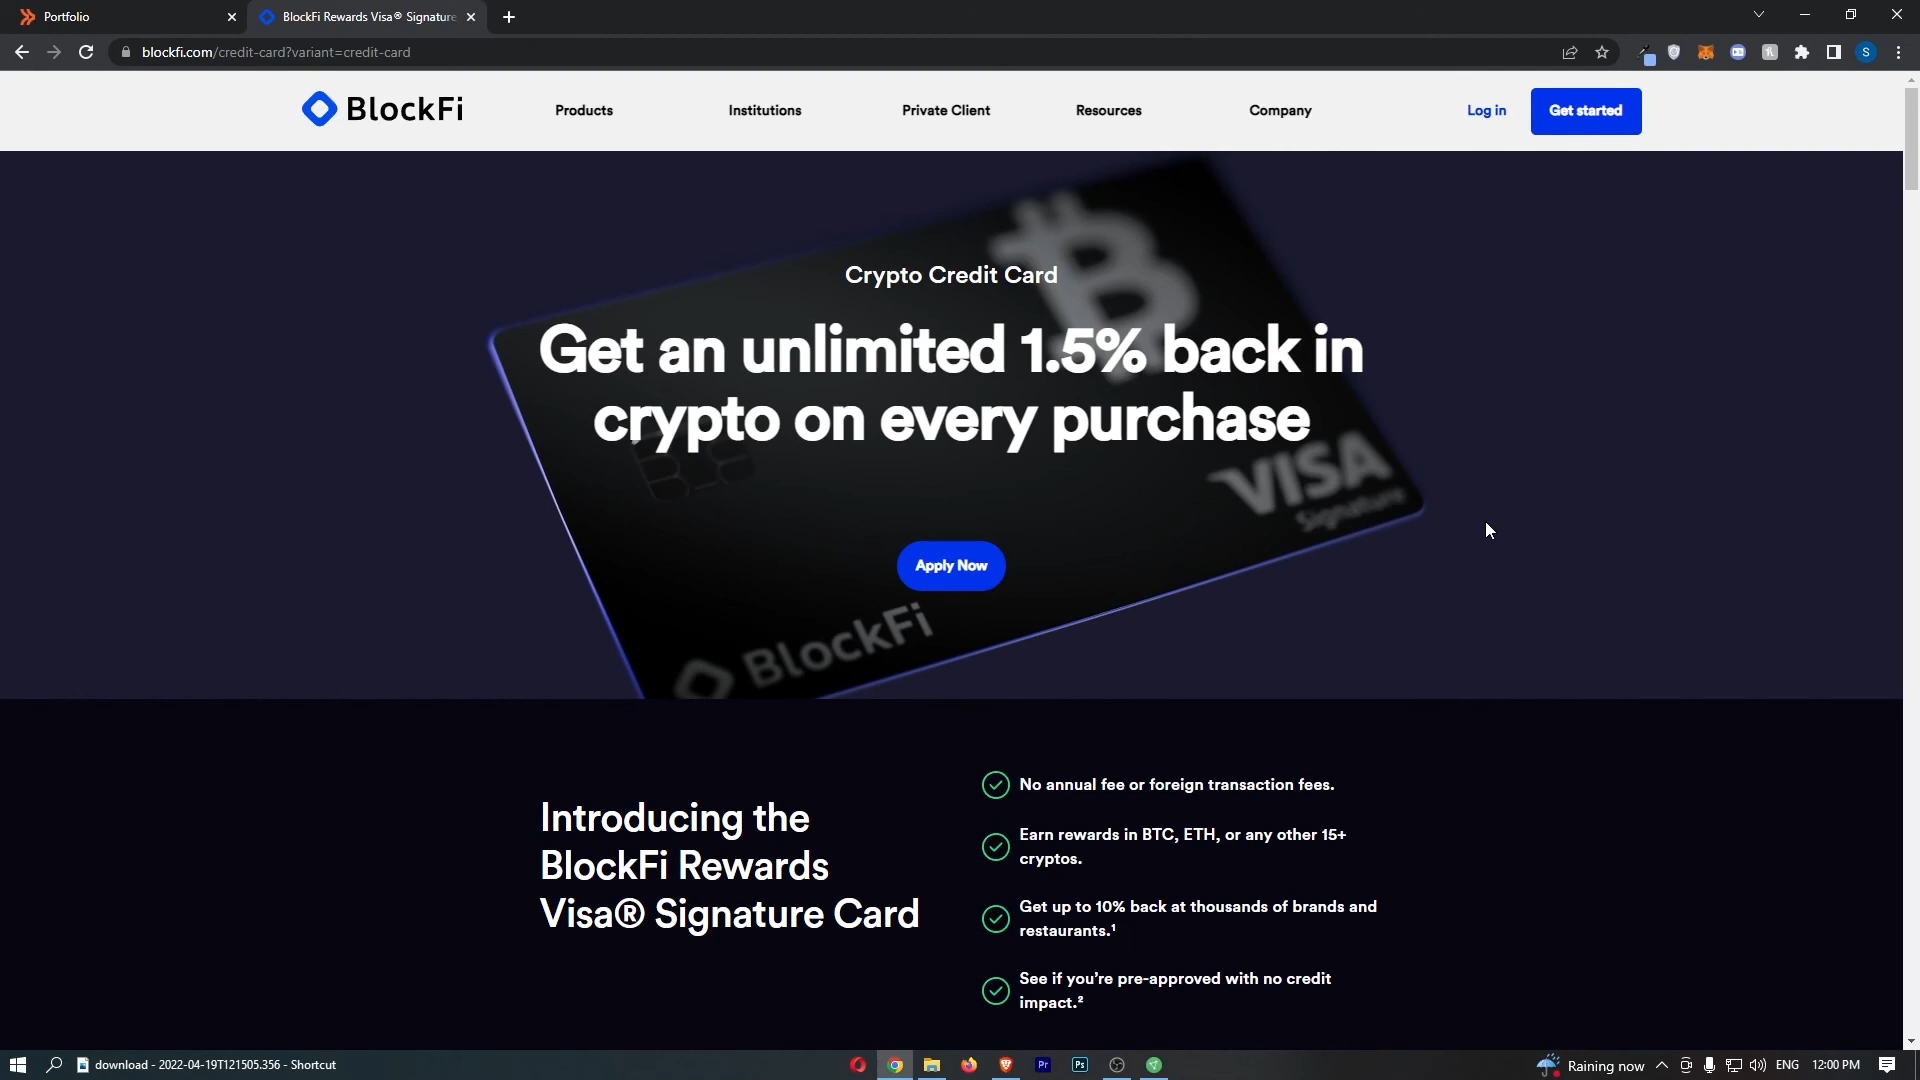 Portfolio
BlockFi Rewards Visa® Signature
blockfi.com/credit-card?variant=credit-card
S
BlockFi
Products
Institutions
Private Client
Resources
Company
Log in
Get started
Crypto Credit Card
Get an unlimited 1.5% back in
crypto on every purchase
VISA
Signature
Apply Now
BlockFi
Introducing the
BlockFi Rewards
Visa® Signature Card
No annual fee or foreign transaction fees.
Earn rewards in BTC, ETH, or any other 15+
cryptos.
Get up to 10% back at thousands of brands and
restaurants.¹
See if you're pre-approved with no credit
impact.²
download - 2022-04-19T121505.356 - Shortcut
Pr
Ps
Raining now
ENG
12:00 PM